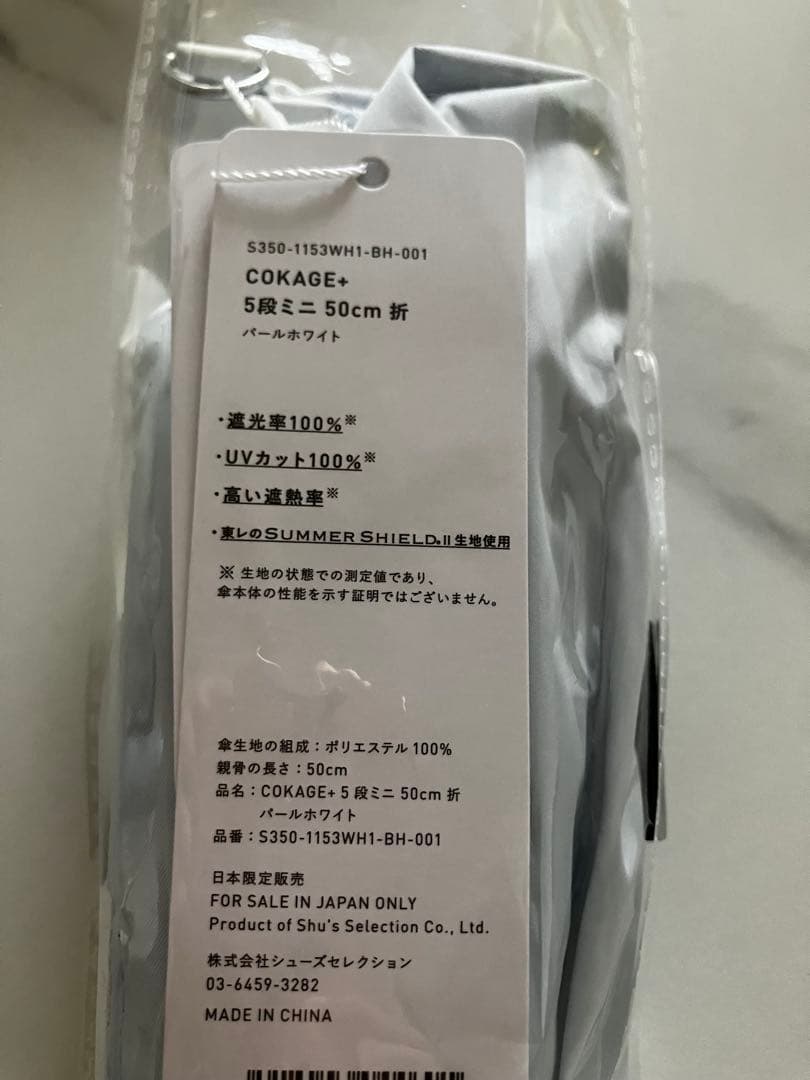 S350-1153WH1-BH-001
COKAGE+
5段ミニ 50cm 折
パールホワイト
・遮光率100%※
・UVカット100%※
・高い遮熱率※
・東レのSUMMER SHIELD®II生地使用
※ 生地の状態での測定値であり、
傘本体の性能を示す証明ではございません。
傘生地の組成：ポリエステル 100%
親骨の長さ：50cm
品名：COKAGE+ 5 段ミニ 50cm 折
パールホワイト
品番：S350-1153WH1-BH-001
日本限定販売
FOR SALE IN JAPAN ONLY
Product of Shu's Selection Co., Ltd.
株式会社シューズセレクション
03-6459-3282
MADE IN CHINA